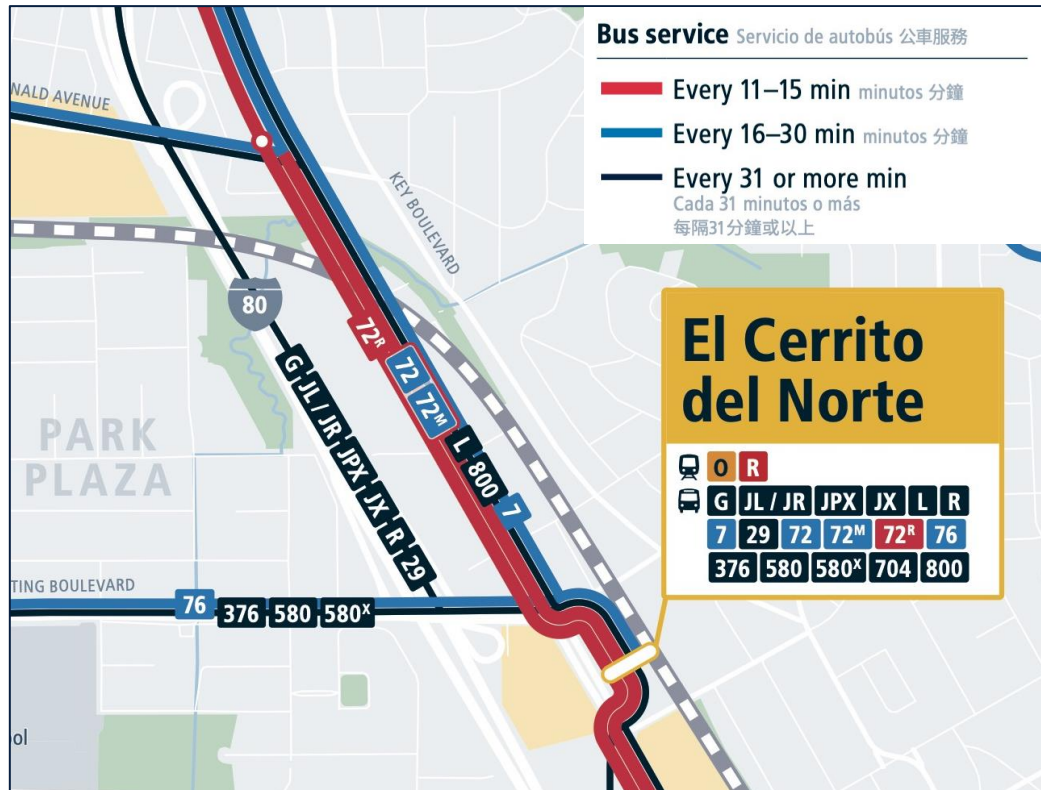 Bus service Servicio de autobús 公車服務
Every 11–15 min minutos 分鐘
Every 16–30 min minutos 分鐘
Every 31 or more min
Cada 31 minutos o más
每隔31分鐘或以上
NALD AVENUE
KEY BOULEVARD
80
72R
72
72M
L
800
7
G JL / JR JPX JX R 29
PARK
PLAZA
El Cerrito
del Norte
O R
G JL / JR JPX JX L R
7 29 72 72M 72R 76
376 580 580X 704 800
TING BOULEVARD
76 376 580 580X
ol